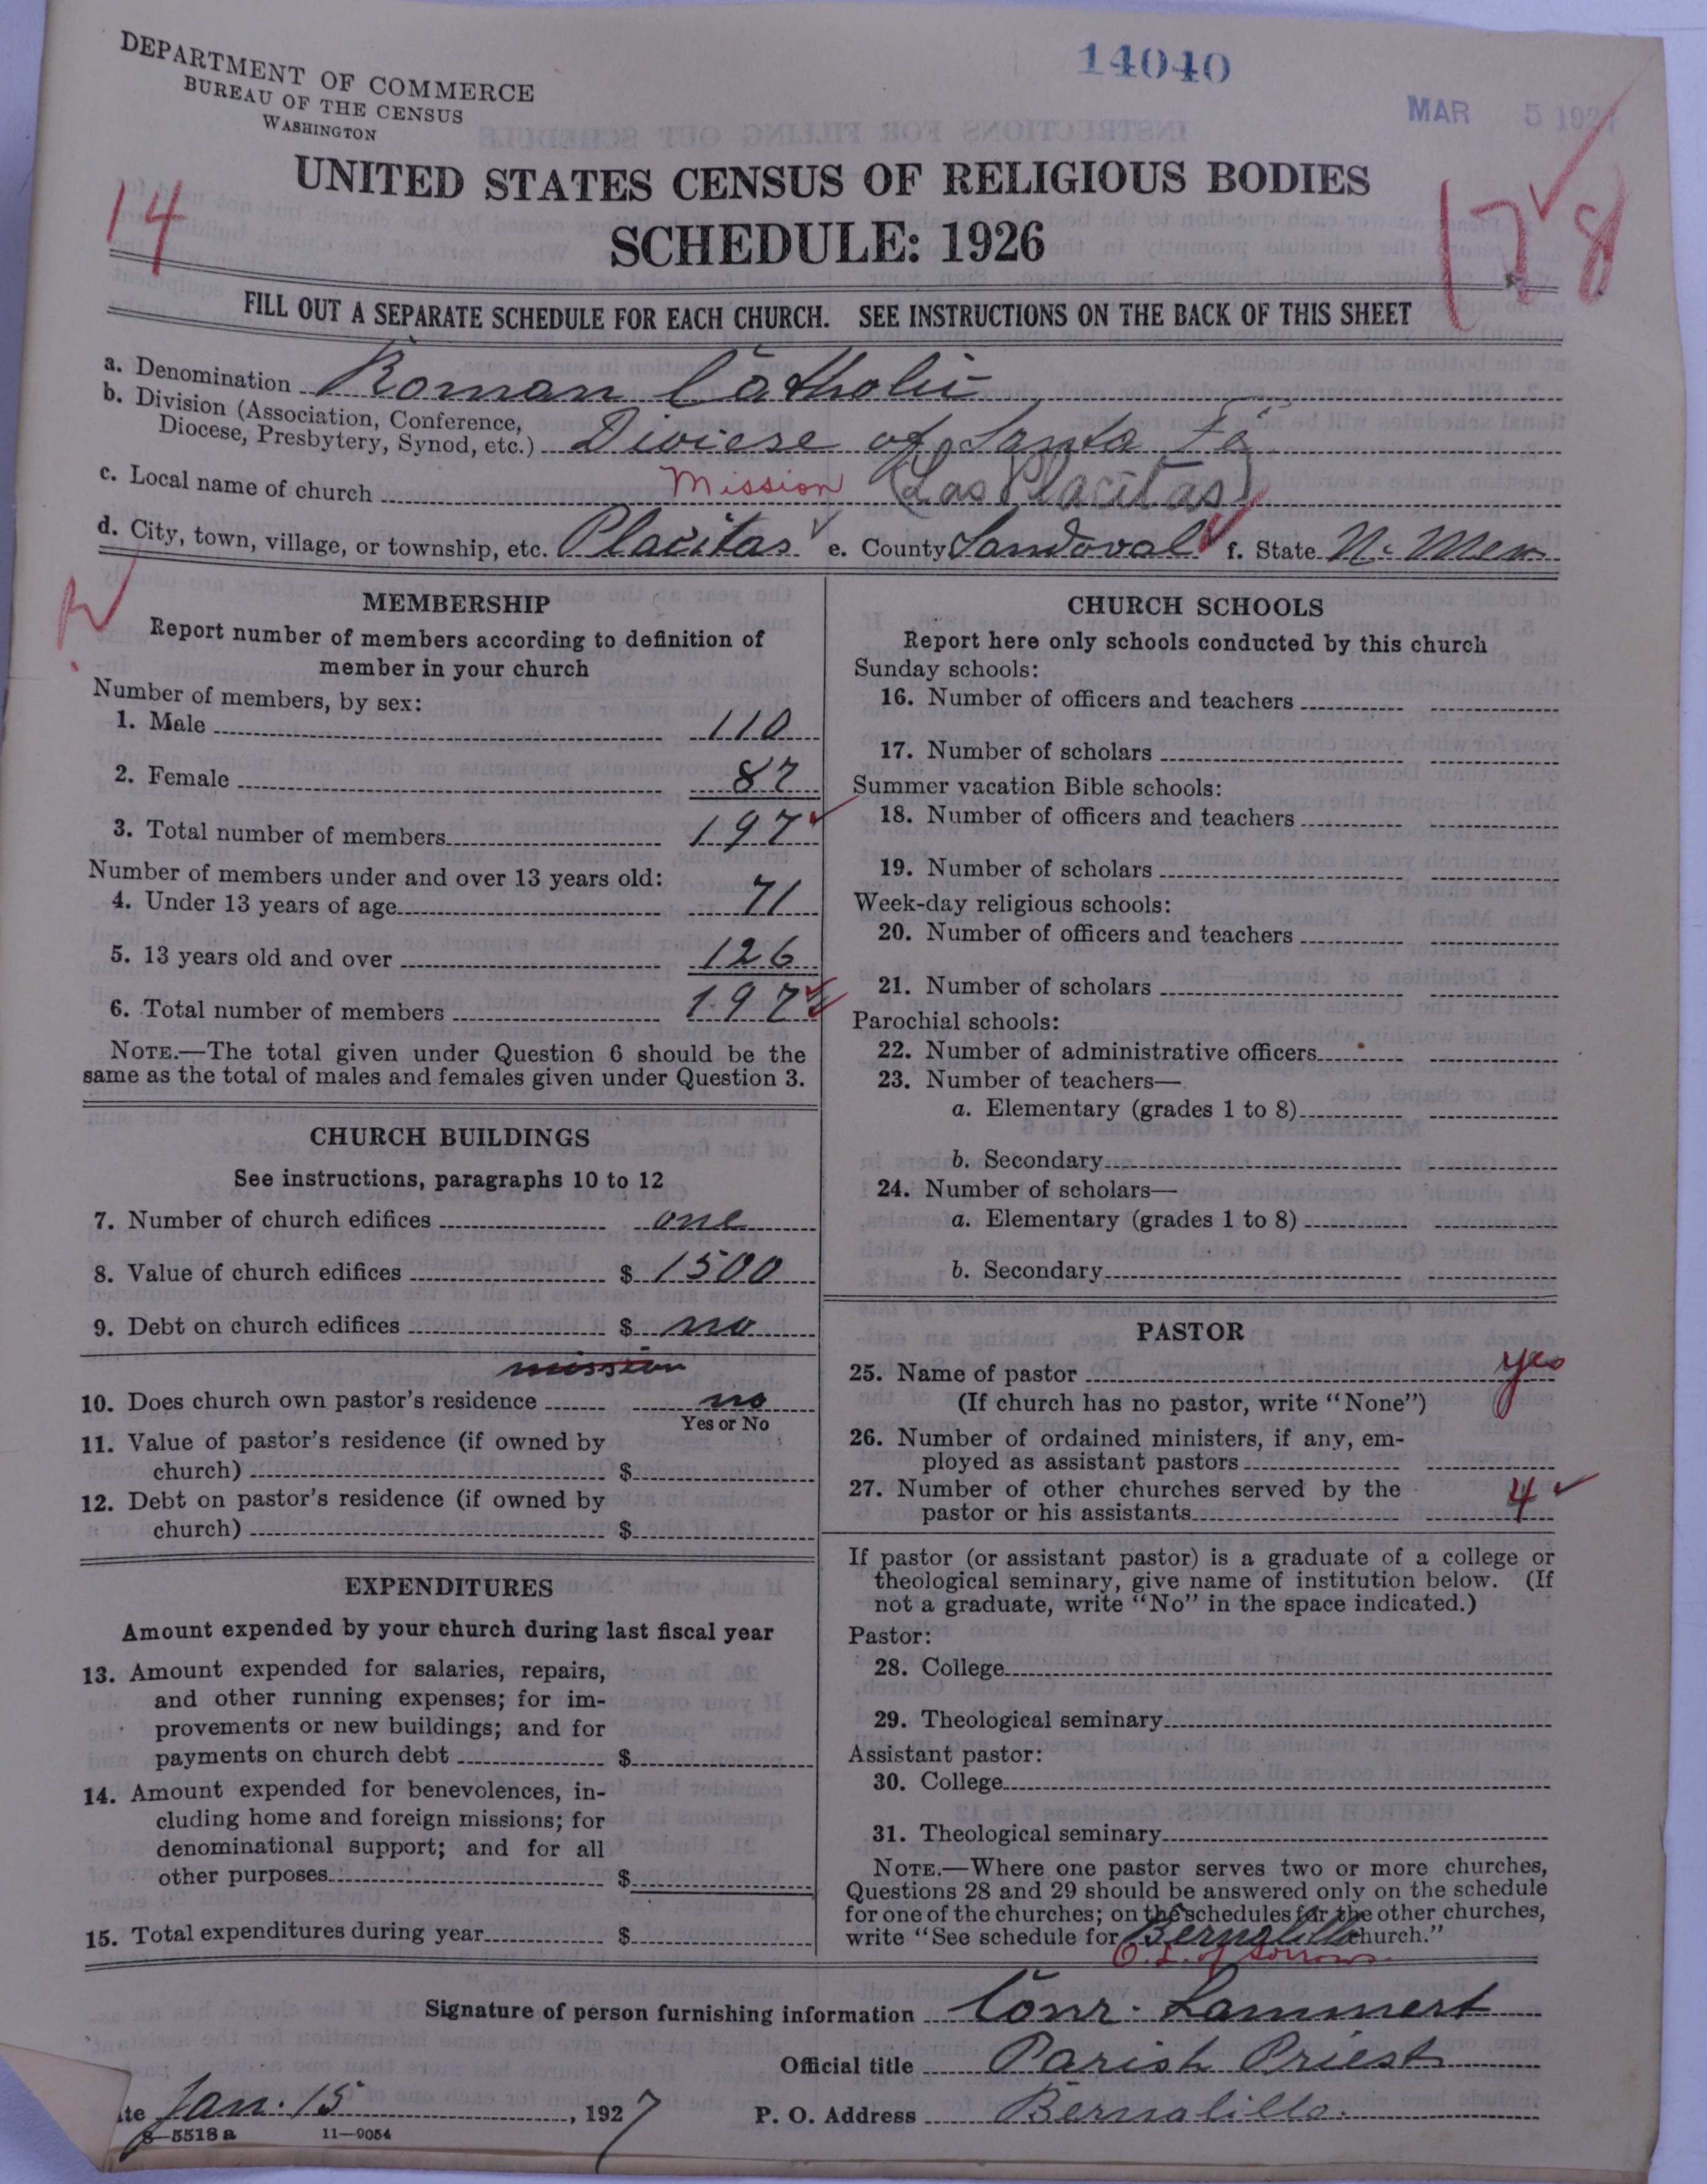 DEPARTMENT OF COMMERCE
BUREAU OF THE CENSUS
WASHINGTON
14040
MAR 5 192
UNITED STATES CENSUS OF RELIGIOUS BODIES
SCHEDULE: 1926
14
178
FILL OUT A SEPARATE SCHEDULE FOR EACH CHURCH. SEE INSTRUCTIONS ON THE BACK OF THIS SHEET
a. Denomination Roman Catholic
b. Division (Association, Conference,
Diocese, Presbytery, Synod, etc.) Diocese of Santa Fe
c. Local name of church Mission (Las Placitas)
d. City, town, village, or township, etc. Placitas e. County Sandoval f. State N. Mex
MEMBERSHIP
Report number of members according to definition of
member in your church
Number of members, by sex:
1. Male 110
2. Female 87
3. Total number of members 197
Number of members under and over 13 years old:
4. Under 13 years of age 71
5. 13 years old and over 126
6. Total number of members 197
NOTE.—The total given under Question 6 should be the
same as the total of males and females given under Question 3.
CHURCH BUILDINGS
See instructions, paragraphs 10 to 12
7. Number of church edifices one
8. Value of church edifices $ 1500
9. Debt on church edifices $ no
mission
10. Does church own pastor's residence no
Yes or No
11. Value of pastor's residence (if owned by
church) $
12. Debt on pastor's residence (if owned by
church) $
EXPENDITURES
Amount expended by your church during last fiscal year
13. Amount expended for salaries, repairs,
and other running expenses; for im-
provements or new buildings; and for
payments on church debt $
14. Amount expended for benevolences, in-
cluding home and foreign missions; for
denominational support; and for all
other purposes $
15. Total expenditures during year $
CHURCH SCHOOLS
Report here only schools conducted by this church
Sunday schools:
16. Number of officers and teachers
17. Number of scholars
Summer vacation Bible schools:
18. Number of officers and teachers
19. Number of scholars
Week-day religious schools:
20. Number of officers and teachers
21. Number of scholars
Parochial schools:
22. Number of administrative officers
23. Number of teachers—
a. Elementary (grades 1 to 8)
b. Secondary
24. Number of scholars—
a. Elementary (grades 1 to 8)
b. Secondary
PASTOR
25. Name of pastor yes
(If church has no pastor, write "None")
26. Number of ordained ministers, if any, em-
ployed as assistant pastors
27. Number of other churches served by the
pastor or his assistants 4
If pastor (or assistant pastor) is a graduate of a college or
theological seminary, give name of institution below. (If
not a graduate, write "No" in the space indicated.)
Pastor:
28. College
29. Theological seminary
Assistant pastor:
30. College
31. Theological seminary
NOTE.—Where one pastor serves two or more churches,
Questions 28 and 29 should be answered only on the schedule
for one of the churches; on the schedules for the other churches,
write "See schedule for Bernalillo church."
O. L. of Sorrows
Signature of person furnishing information Conr. Lammert
Official title Parish Priest
te Jan. 15, 1927 P. O. Address Bernalillo.
8—5518a 11—9054